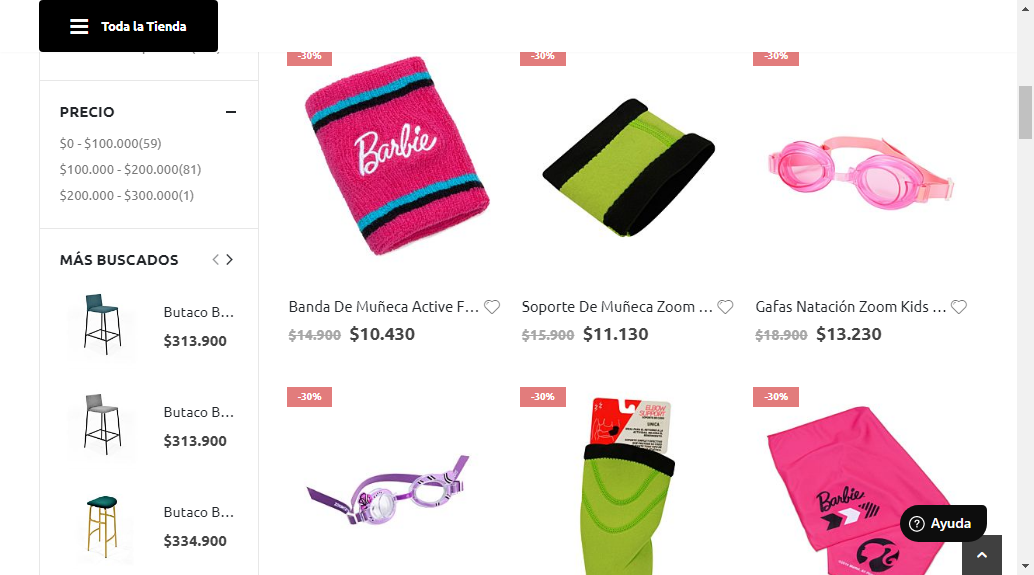 Toda la Tienda
PRECIO
$0 - $100.000(59)
$100.000 - $200.000(81)
$200.000 - $300.000(1)
MÁS BUSCADOS
Butaco B...
$313.900
Butaco B...
$313.900
Butaco B...
$334.900
-30%
-30%
-30%
Barbie
Banda De Muñeca Active F...
$14.900 $10.430
Soporte De Muñeca Zoom ...
$15.900 $11.130
Gafas Natación Zoom Kids ...
$18.900 $13.230
-30%
-30%
-30%
ELBOW
SUPPORT
UNICA
Barbie
Ayuda